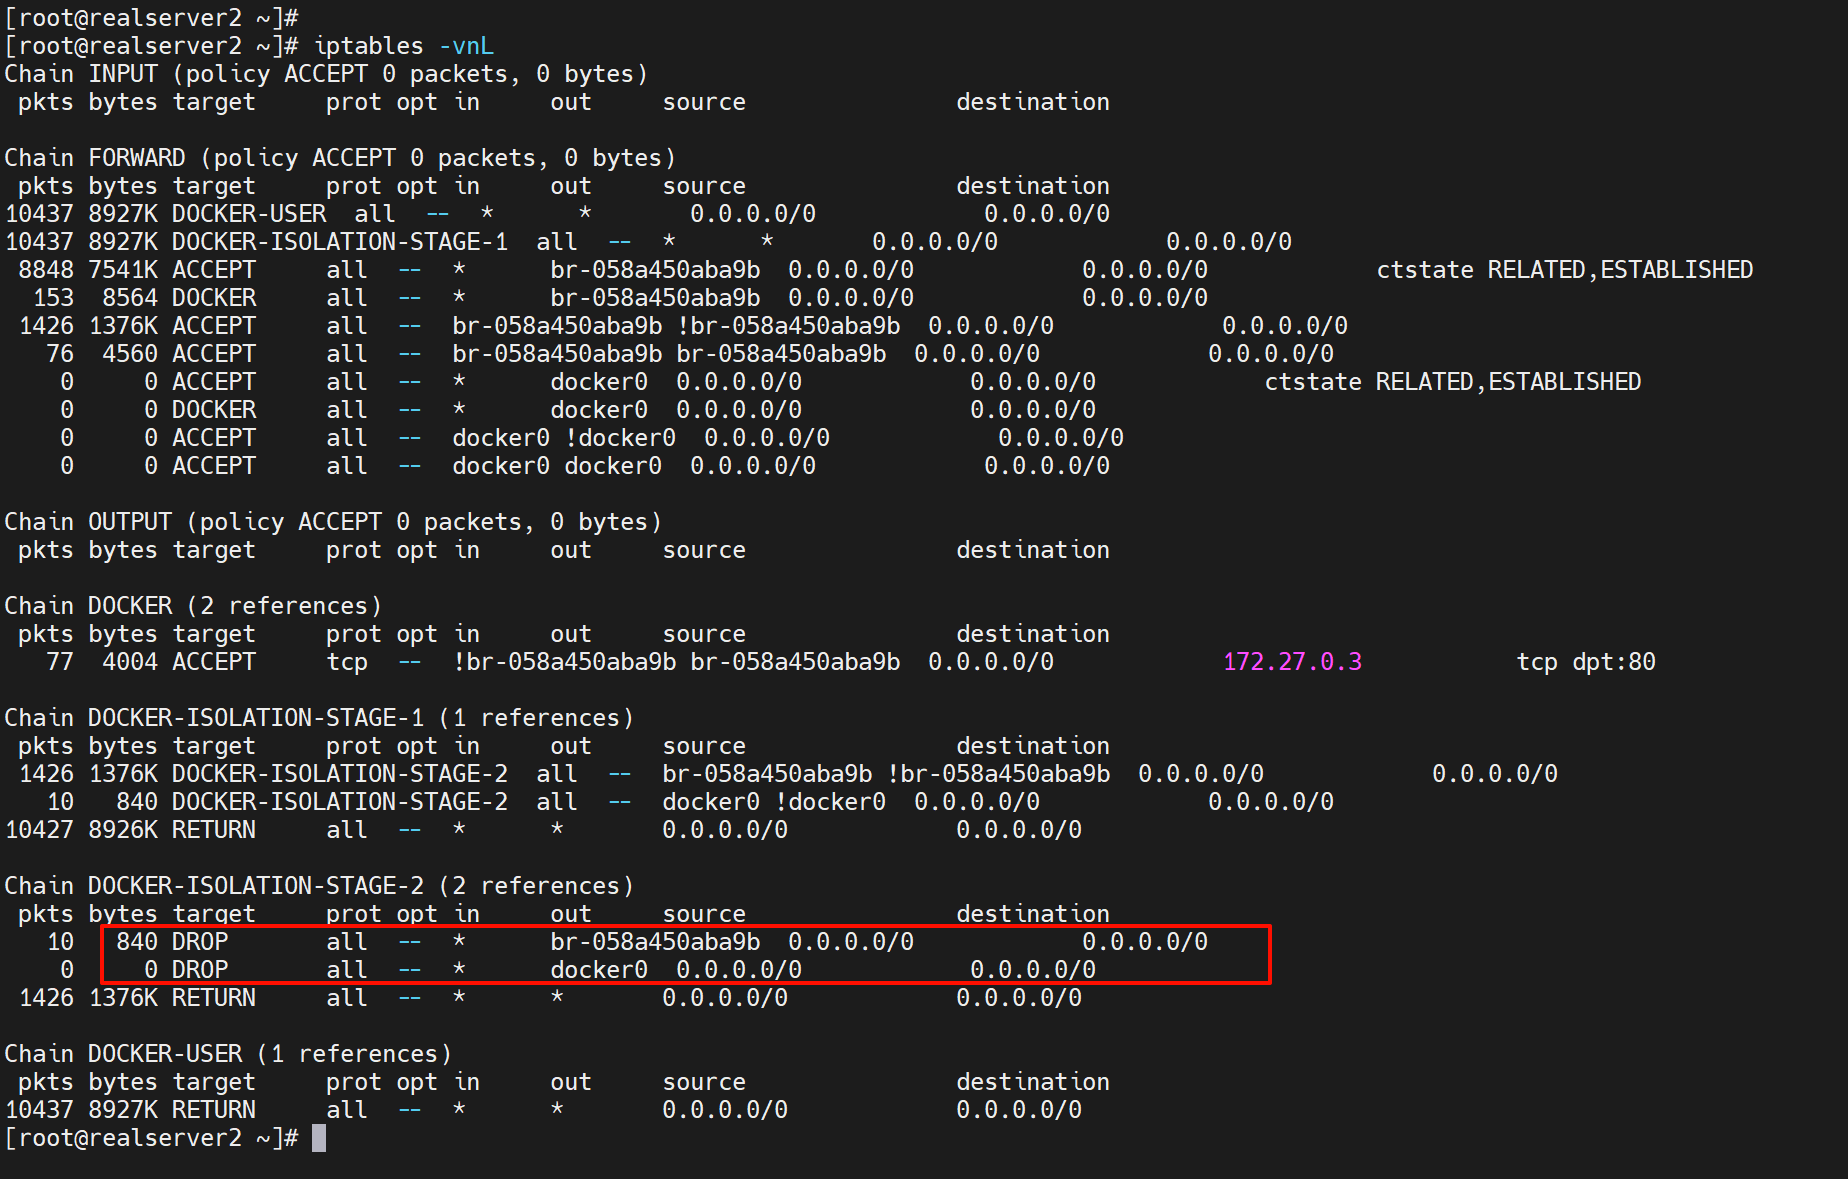 [root@realserver2 ~]#
[root@realserver2 ~]# iptables -vnL
Chain INPUT (policy ACCEPT 0 packets, 0 bytes)
 pkts bytes target     prot opt in     out     source               destination

Chain FORWARD (policy ACCEPT 0 packets, 0 bytes)
 pkts bytes target     prot opt in     out     source               destination
10437 8927K DOCKER-USER  all  --  *      *       0.0.0.0/0            0.0.0.0/0
10437 8927K DOCKER-ISOLATION-STAGE-1  all  --  *      *       0.0.0.0/0            0.0.0.0/0
 8848 7541K ACCEPT     all  --  *      br-058a450aba9b  0.0.0.0/0            0.0.0.0/0            ctstate RELATED,ESTABLISHED
  153  8564 DOCKER     all  --  *      br-058a450aba9b  0.0.0.0/0            0.0.0.0/0
 1426 1376K ACCEPT     all  --  br-058a450aba9b !br-058a450aba9b  0.0.0.0/0            0.0.0.0/0
   76  4560 ACCEPT     all  --  br-058a450aba9b br-058a450aba9b  0.0.0.0/0            0.0.0.0/0
    0     0 ACCEPT     all  --  *      docker0  0.0.0.0/0            0.0.0.0/0            ctstate RELATED,ESTABLISHED
    0     0 DOCKER     all  --  *      docker0  0.0.0.0/0            0.0.0.0/0
    0     0 ACCEPT     all  --  docker0 !docker0  0.0.0.0/0            0.0.0.0/0
    0     0 ACCEPT     all  --  docker0 docker0  0.0.0.0/0            0.0.0.0/0

Chain OUTPUT (policy ACCEPT 0 packets, 0 bytes)
 pkts bytes target     prot opt in     out     source               destination

Chain DOCKER (2 references)
 pkts bytes target     prot opt in     out     source               destination
   77  4004 ACCEPT     tcp  --  !br-058a450aba9b br-058a450aba9b  0.0.0.0/0            172.27.0.3           tcp dpt:80

Chain DOCKER-ISOLATION-STAGE-1 (1 references)
 pkts bytes target     prot opt in     out     source               destination
 1426 1376K DOCKER-ISOLATION-STAGE-2  all  --  br-058a450aba9b !br-058a450aba9b  0.0.0.0/0            0.0.0.0/0
   10   840 DOCKER-ISOLATION-STAGE-2  all  --  docker0 !docker0  0.0.0.0/0            0.0.0.0/0
10427 8926K RETURN     all  --  *      *       0.0.0.0/0            0.0.0.0/0

Chain DOCKER-ISOLATION-STAGE-2 (2 references)
 pkts bytes target     prot opt in     out     source               destination
   10   840 DROP       all  --  *      br-058a450aba9b  0.0.0.0/0            0.0.0.0/0
    0     0 DROP       all  --  *      docker0  0.0.0.0/0            0.0.0.0/0
 1426 1376K RETURN     all  --  *      *       0.0.0.0/0            0.0.0.0/0

Chain DOCKER-USER (1 references)
 pkts bytes target     prot opt in     out     source               destination
10437 8927K RETURN     all  --  *      *       0.0.0.0/0            0.0.0.0/0
[root@realserver2 ~]#